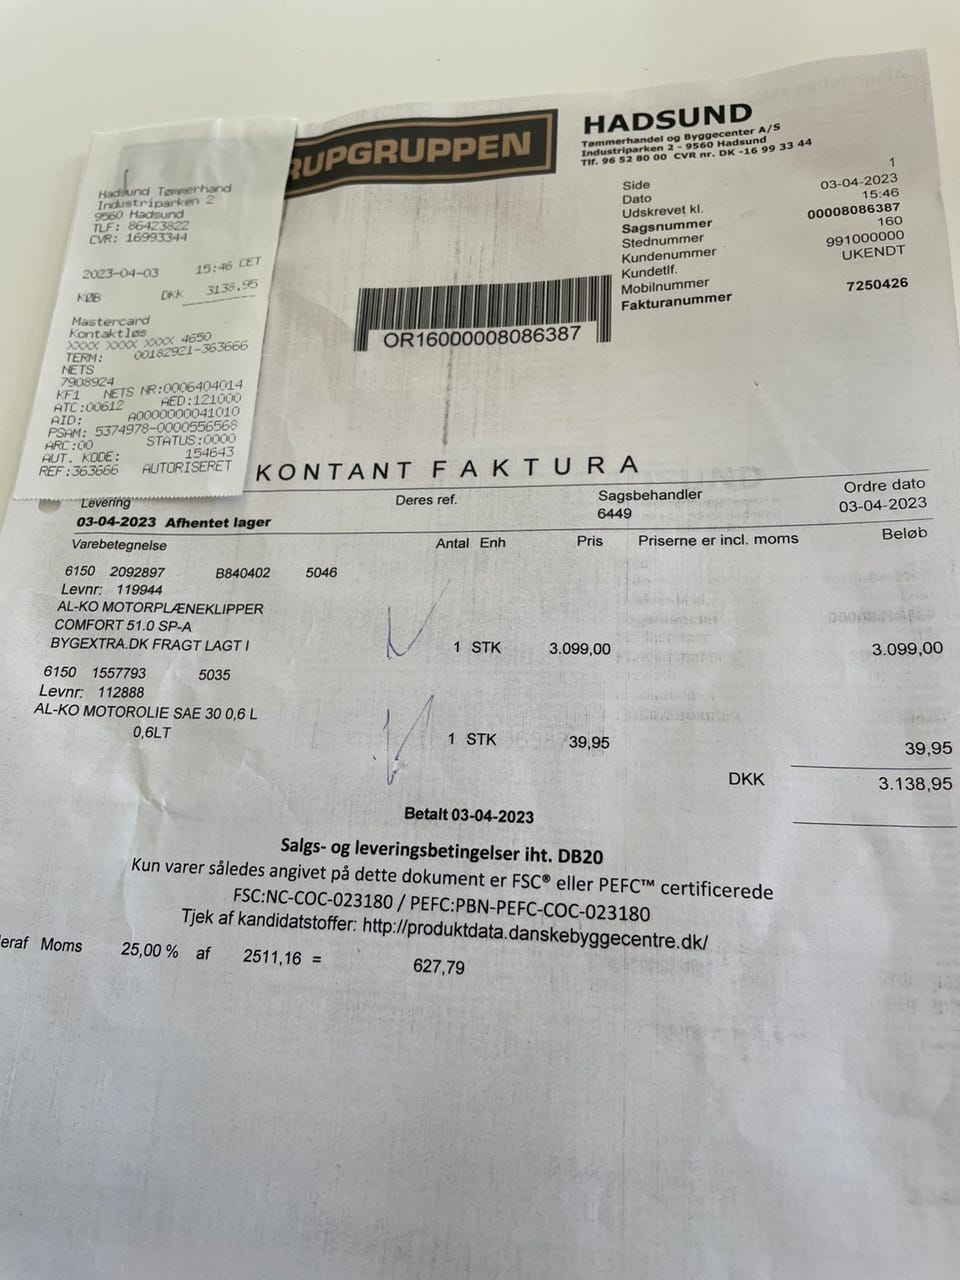 RUPGRUPPEN
HADSUND
Tømmerhandel og Byggecenter A/S
Industriparken 2 - 9560 Hadsund
Tlf. 96 52 80 00 CVR nr. DK -16 99 33 44
Side 1
Dato 03-04-2023
Udskrevet kl. 15:46
Sagsnummer 00008086387
Stednummer 160
Kundenummer 991000000
Kundetlf. UKENDT
Mobilnummer
Fakturanummer 7250426
Hadsund Tømmerhand
Industriparken 2
9560 Hadsund
TLF: 86423822
CVR: 16993344
2023-04-03 15:46 CET
KØB DKK 3138,95
Mastercard
Kontaktløs
XXXX XXXX XXXX 4650
TERM: 00182921-363666
NETS
7908924
KF1 NETS NR:0006404014
ATC:00612 AED:121000
AID: A0000000041010
PSAM: 5374978-0000556568
ARC:00 STATUS:0000
AUT. KODE: 154643
REF:363666 AUTORISERET
OR16000008086387
KONTANT FAKTURA
Levering Deres ref. Sagsbehandler Ordre dato
03-04-2023 Afhentet lager 6449 03-04-2023
Varebetegnelse Antal Enh Pris Priserne er incl. moms Beløb
6150 2092897 B840402 5046
Levnr: 119944
AL-KO MOTORPLÆNEKLIPPER
COMFORT 51.0 SP-A
BYGEXTRA.DK FRAGT LAGT I 1 STK 3.099,00 3.099,00
6150 1557793 5035
Levnr: 112888
AL-KO MOTOROLIE SAE 30 0,6 L
0,6LT 1 STK 39,95 39,95
DKK 3.138,95
Betalt 03-04-2023
Salgs- og leveringsbetingelser iht. DB20
Kun varer således angivet på dette dokument er FSC® eller PEFC™ certificerede
FSC:NC-COC-023180 / PEFC:PBN-PEFC-COC-023180
Tjek af kandidatstoffer: http://produktdata.danskebyggecentre.dk/
eraf Moms 25,00 % af 2511,16 = 627,79